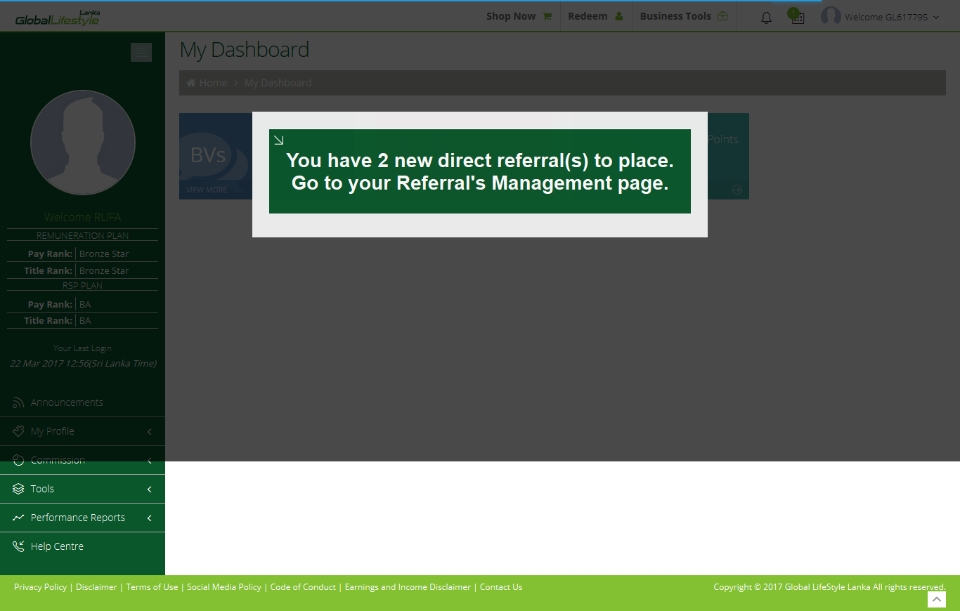 GlobalLifestyle Lanka
Shop Now
Redeem
Business Tools
Welcome GL617795
My Dashboard
Home › My Dashboard
BVs
VIEW MORE
Points
You have 2 new direct referral(s) to place.
Go to your Referral's Management page.
Welcome RUFA
REMUNERATION PLAN
Pay Rank: Bronze Star
Title Rank: Bronze Star
RSP PLAN
Pay Rank: BA
Title Rank: BA
Your Last Login
22 Mar 2017 12:56(Sri Lanka Time)
Announcements
My Profile
Commission
Tools
Performance Reports
Help Centre
Privacy Policy | Disclaimer | Terms of Use | Social Media Policy | Code of Conduct | Earnings and Income Disclaimer | Contact Us
Copyright © 2017 Global LifeStyle Lanka All rights reserved.